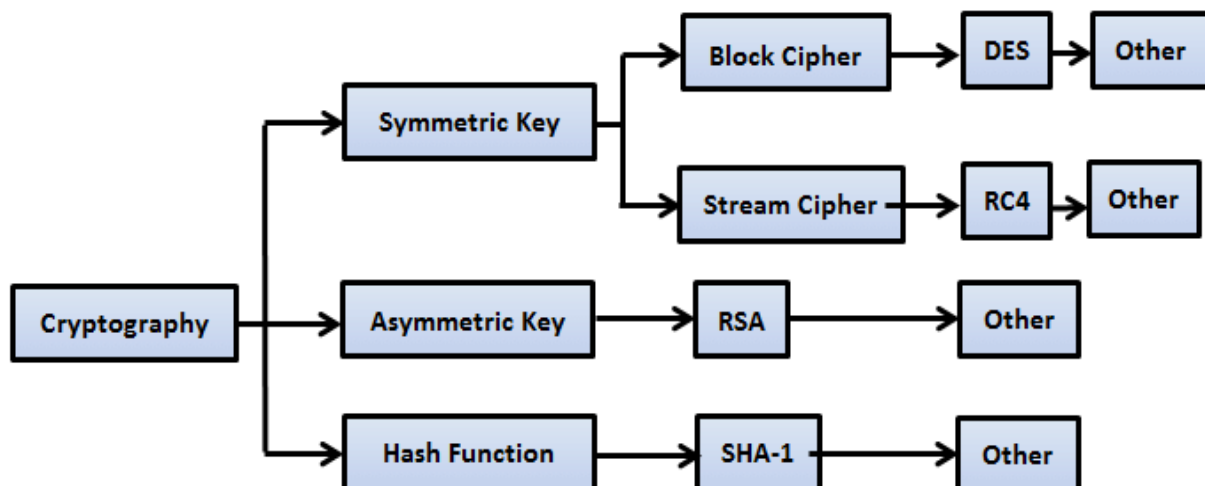 Block Cipher
DES
Other
Symmetric Key
Stream Cipher
RC4
Other
Cryptography
Asymmetric Key
RSA
Other
Hash Function
SHA-1
Other